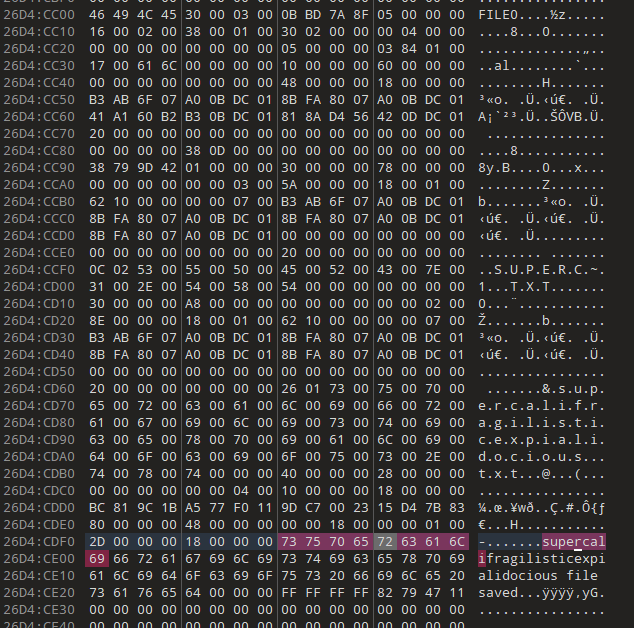 26D4:CC00 46 49 4C 45 30 00 03 00 0B BD 7A 8F 05 00 00 00 FILE0....½z.....
26D4:CC10 16 00 02 00 38 00 01 00 30 02 00 00 00 04 00 00 ....8...0.......
26D4:CC20 00 00 00 00 00 00 00 00 05 00 00 00 03 84 01 00 .............„..
26D4:CC30 17 00 61 6C 00 00 00 00 10 00 00 00 60 00 00 00 ..al........`...
26D4:CC40 00 00 00 00 00 00 00 00 48 00 00 00 18 00 00 00 ........H.......
26D4:CC50 B3 AB 6F 07 A0 0B DC 01 8B FA 80 07 A0 0B DC 01 ³«o. .Ü.‹ú€. .Ü.
26D4:CC60 41 A1 60 B2 B3 0B DC 01 81 8A D4 56 42 0D DC 01 A¡`²³.Ü..ŠÔVB.Ü.
26D4:CC70 20 00 00 00 00 00 00 00 00 00 00 00 00 00 00 00 ...............
26D4:CC80 00 00 00 00 38 0D 00 00 00 00 00 00 00 00 00 00 ....8...........
26D4:CC90 38 79 9D 42 01 00 00 00 30 00 00 00 78 00 00 00 8y.B....0...x...
26D4:CCA0 00 00 00 00 00 00 03 00 5A 00 00 00 18 00 01 00 ........Z.......
26D4:CCB0 62 10 00 00 00 00 07 00 B3 AB 6F 07 A0 0B DC 01 b.......³«o. .Ü.
26D4:CCC0 8B FA 80 07 A0 0B DC 01 8B FA 80 07 A0 0B DC 01 ‹ú€. .Ü.‹ú€. .Ü.
26D4:CCD0 8B FA 80 07 A0 0B DC 01 00 00 00 00 00 00 00 00 ‹ú€. .Ü.........
26D4:CCE0 00 00 00 00 00 00 00 00 20 00 00 00 00 00 00 00 ........ .......
26D4:CCF0 0C 02 53 00 55 00 50 00 45 00 52 00 43 00 7E 00 ..S.U.P.E.R.C.~.
26D4:CD00 31 00 2E 00 54 00 58 00 54 00 00 00 00 00 00 00 1...T.X.T.......
26D4:CD10 30 00 00 00 A8 00 00 00 00 00 00 00 00 00 02 00 0...¨...........
26D4:CD20 8E 00 00 00 18 00 01 00 62 10 00 00 00 00 07 00 Ž.......b.......
26D4:CD30 B3 AB 6F 07 A0 0B DC 01 8B FA 80 07 A0 0B DC 01 ³«o. .Ü.‹ú€. .Ü.
26D4:CD40 8B FA 80 07 A0 0B DC 01 8B FA 80 07 A0 0B DC 01 ‹ú€. .Ü.‹ú€. .Ü.
26D4:CD50 00 00 00 00 00 00 00 00 00 00 00 00 00 00 00 00 ................
26D4:CD60 20 00 00 00 00 00 00 00 26 01 73 00 75 00 70 00 .......&.s.u.p.
26D4:CD70 65 00 72 00 63 00 61 00 6C 00 69 00 66 00 72 00 e.r.c.a.l.i.f.r.
26D4:CD80 61 00 67 00 69 00 6C 00 69 00 73 00 74 00 69 00 a.g.i.l.i.s.t.i.
26D4:CD90 63 00 65 00 78 00 70 00 69 00 61 00 6C 00 69 00 c.e.x.p.i.a.l.i.
26D4:CDA0 64 00 6F 00 63 00 69 00 6F 00 75 00 73 00 2E 00 d.o.c.i.o.u.s...
26D4:CDB0 74 00 78 00 74 00 00 00 40 00 00 00 28 00 00 00 t.x.t...@...(...
26D4:CDC0 00 00 00 00 00 00 04 00 10 00 00 00 18 00 00 00 ................
26D4:CDD0 BC 81 9C 1B A5 77 F0 11 9D C7 00 23 15 D4 7B 83 ¼.œ.¥wð..Ç.#.Ô{ƒ
26D4:CDE0 80 00 00 00 48 00 00 00 00 00 18 00 00 00 01 00 €...H...........
26D4:CDF0 2D 00 00 00 18 00 00 00 73 75 70 65 72 63 61 6C -.......supercal
26D4:CE00 69 66 72 61 67 69 6C 69 73 74 69 63 65 78 70 69 ifragilisticexpi
26D4:CE10 61 6C 69 64 6F 63 69 6F 75 73 20 66 69 6C 65 20 alidocious file
26D4:CE20 73 61 76 65 64 00 00 00 FF FF FF FF 82 79 47 11 saved...ÿÿÿÿ‚yG.
26D4:CE30 00 00 00 00 00 00 00 00 00 00 00 00 00 00 00 00 ................